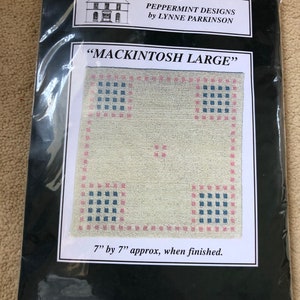 PEPPERMINT DESIGNS
by LYNNE PARKINSON
“MACKINTOSH LARGE”
7” by 7” approx, when finished.